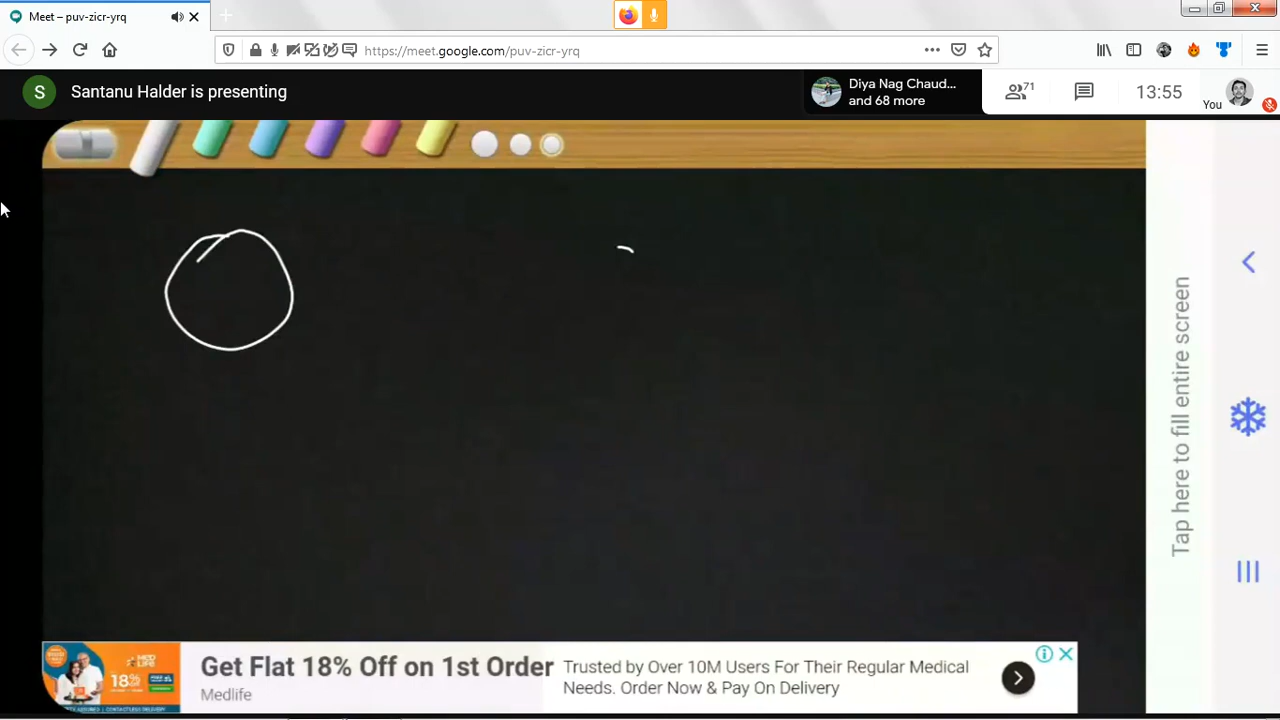 Meet – puv-zicr-yrq
https://meet.google.com/puv-zicr-yrq
S
Santanu Halder is presenting
Diya Nag Chaud...
and 68 more
71
13:55
You
Tap here to fill entire screen
MED
LIFE
18%
Get Flat 18% Off on 1st Order
Medlife
Trusted by Over 10M Users For Their Regular Medical
Needs. Order Now & Pay On Delivery